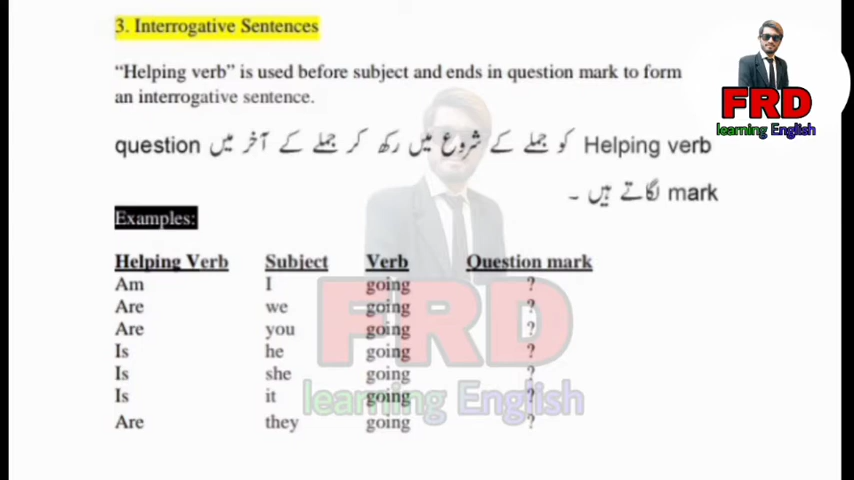 3. Interrogative Sentences
FRD
learning English
“Helping verb” is used before subject and ends in question mark to form
an interrogative sentence.
Helping verb کو جملے کے شروع میں رکھ کر جملے کے آخر میں question
mark لگاتے ہیں ۔
Examples:
Helping Verb Subject Verb Question mark
Am I going ?
Are we going ?
Are you going ?
Is he going ?
Is she going ?
Is it going ?
Are they going ?
FRD
learning English